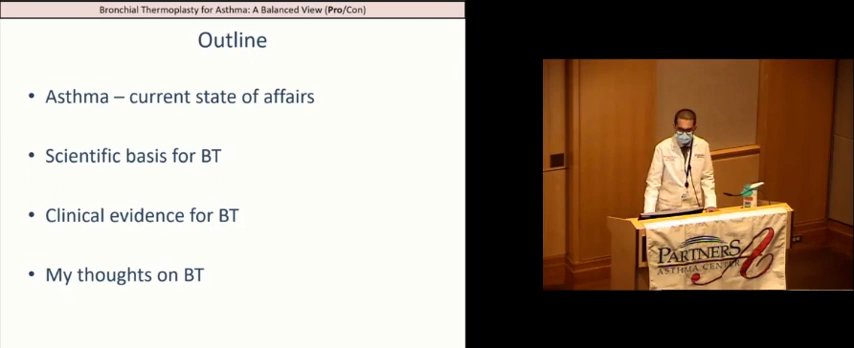 Bronchial Thermoplasty for Asthma: A Balanced View (Pro/Con)
Outline
• Asthma – current state of affairs
• Scientific basis for BT
• Clinical evidence for BT
• My thoughts on BT
PARTNERS
ASTHMA CENTER